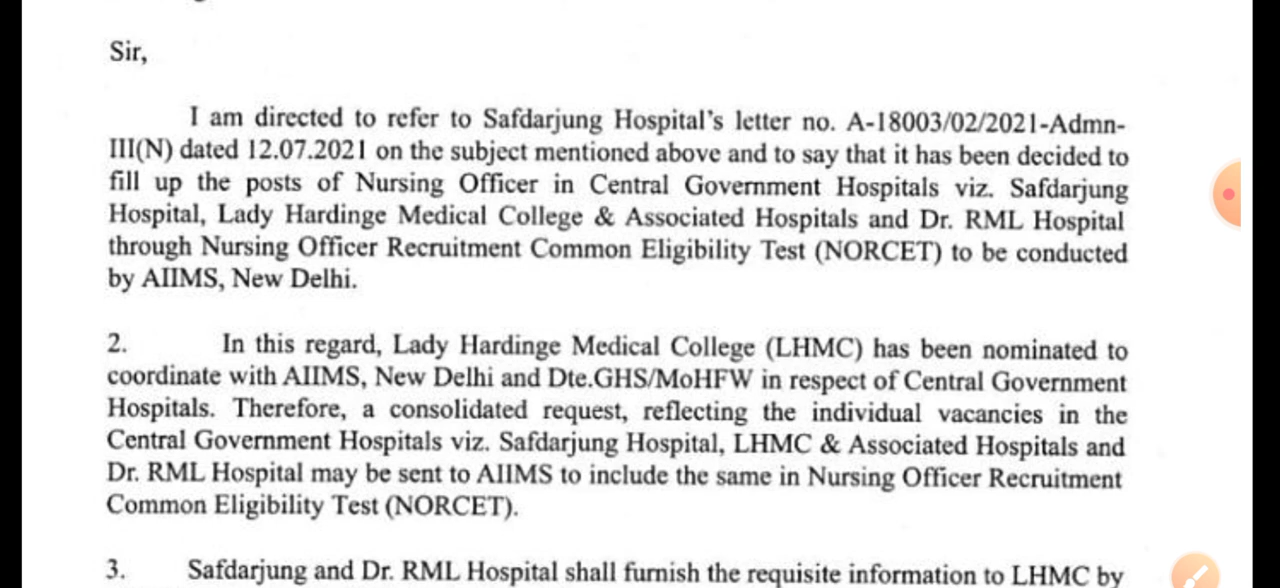 Sir,
I am directed to refer to Safdarjung Hospital's letter no. A-18003/02/2021-Admn-
III(N) dated 12.07.2021 on the subject mentioned above and to say that it has been decided to
fill up the posts of Nursing Officer in Central Government Hospitals viz. Safdarjung
Hospital, Lady Hardinge Medical College & Associated Hospitals and Dr. RML Hospital
through Nursing Officer Recruitment Common Eligibility Test (NORCET) to be conducted
by AIIMS, New Delhi.
2. In this regard, Lady Hardinge Medical College (LHMC) has been nominated to
coordinate with AIIMS, New Delhi and Dte.GHS/MoHFW in respect of Central Government
Hospitals. Therefore, a consolidated request, reflecting the individual vacancies in the
Central Government Hospitals viz. Safdarjung Hospital, LHMC & Associated Hospitals and
Dr. RML Hospital may be sent to AIIMS to include the same in Nursing Officer Recruitment
Common Eligibility Test (NORCET).
3. Safdarjung and Dr. RML Hospital shall furnish the requisite information to LHMC by